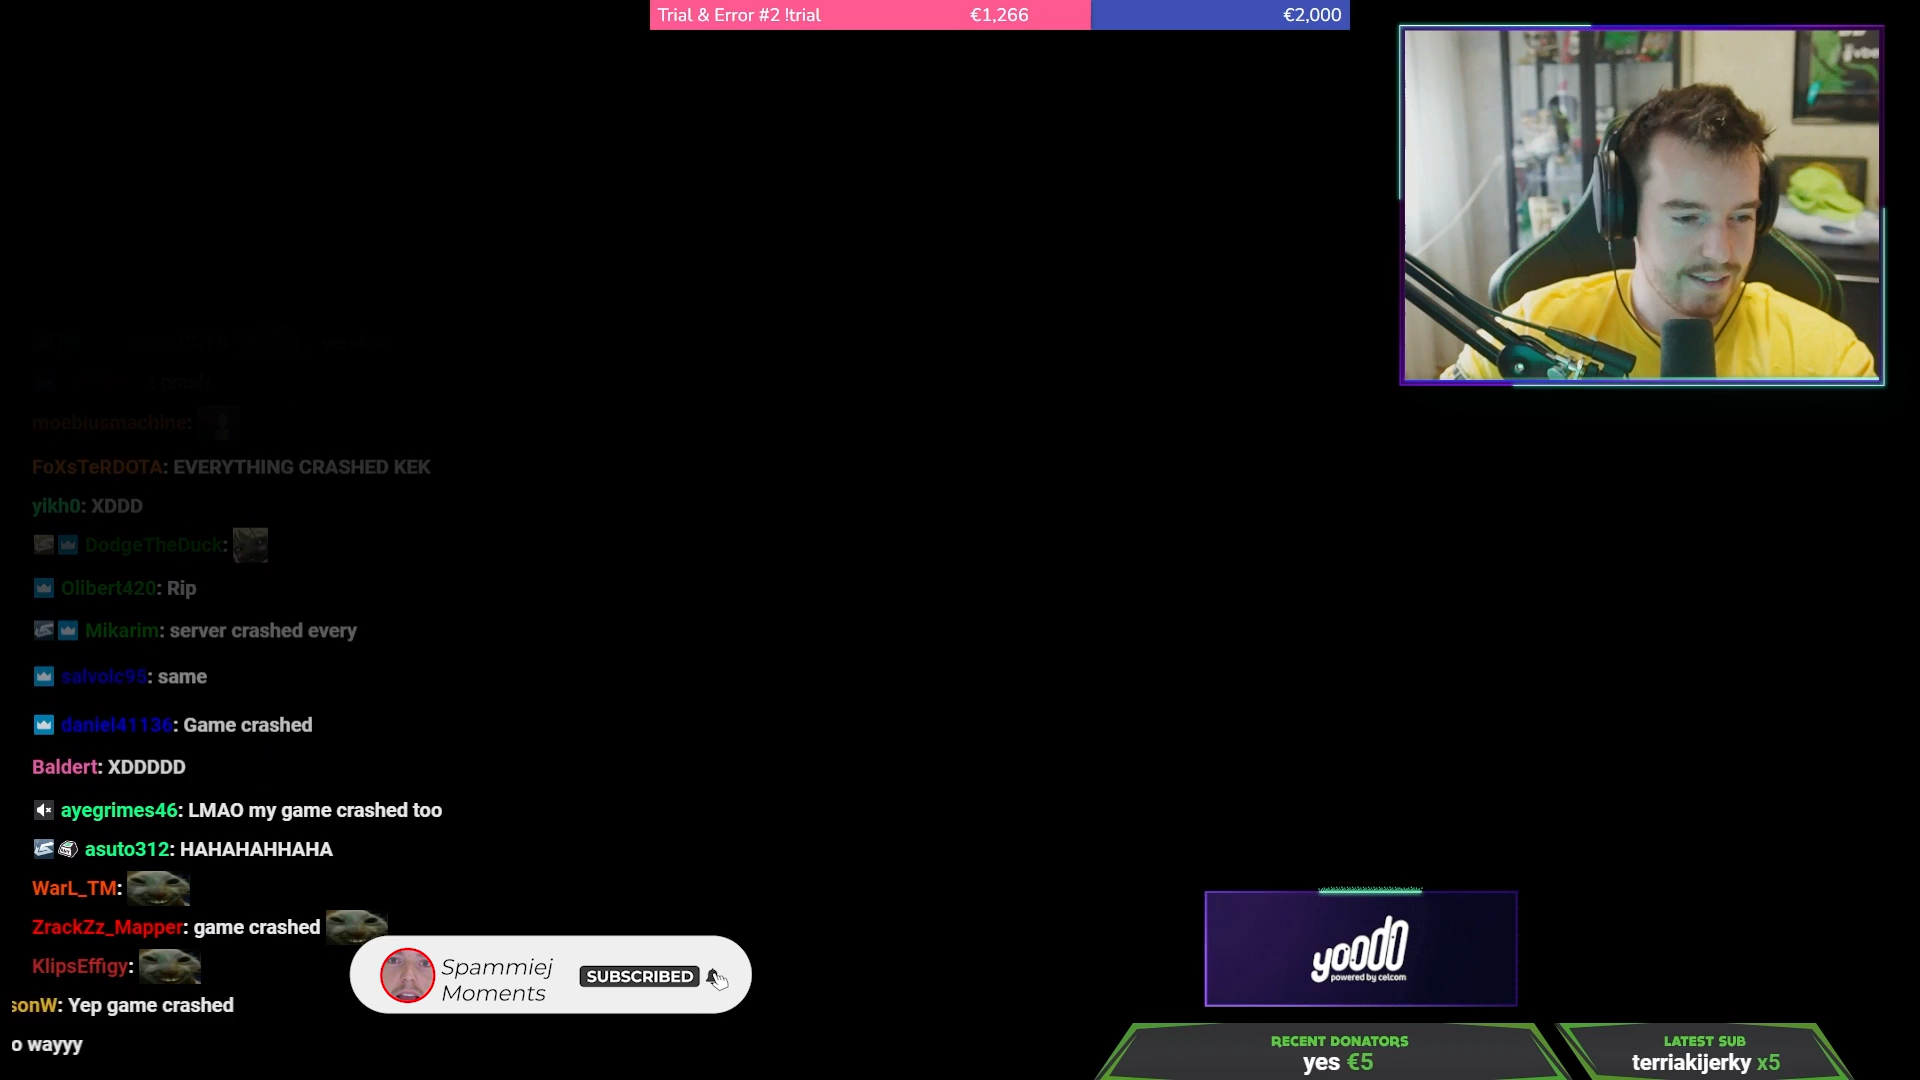 Trial & Error #2 !trial €1,266 €2,000
crash
moebiusmachine:
FoXsTeRDOTA: EVERYTHING CRASHED KEK
yikh0: XDDD
DodgeTheDuck:
Olibert420: Rip
Mikarim: server crashed every
salvolc95: same
daniel41136: Game crashed
Baldert: XDDDDD
ayegrimes46: LMAO my game crashed too
asuto312: HAHAHAHHAHA
WarL_TM:
ZrackZz_Mapper: game crashed
KlipsEffigy:
sonW: Yep game crashed
o wayyy
Spammiej
Moments
SUBSCRIBED
yoodo
powered by celcom
RECENT DONATORS
yes €5
LATEST SUB
terriakijerky x5